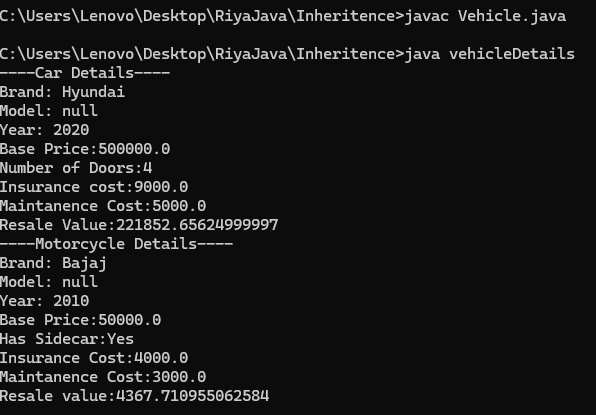 C:\Users\Lenovo\Desktop\RiyaJava\Inheritence>javac Vehicle.java
C:\Users\Lenovo\Desktop\RiyaJava\Inheritence>java vehicleDetails
----Car Details----
Brand: Hyundai
Model: null
Year: 2020
Base Price:500000.0
Number of Doors:4
Insurance cost:9000.0
Maintanence Cost:5000.0
Resale Value:221852.65624999997
----Motorcycle Details----
Brand: Bajaj
Model: null
Year: 2010
Base Price:50000.0
Has Sidecar:Yes
Insurance Cost:4000.0
Maintanence Cost:3000.0
Resale value:4367.710955062584